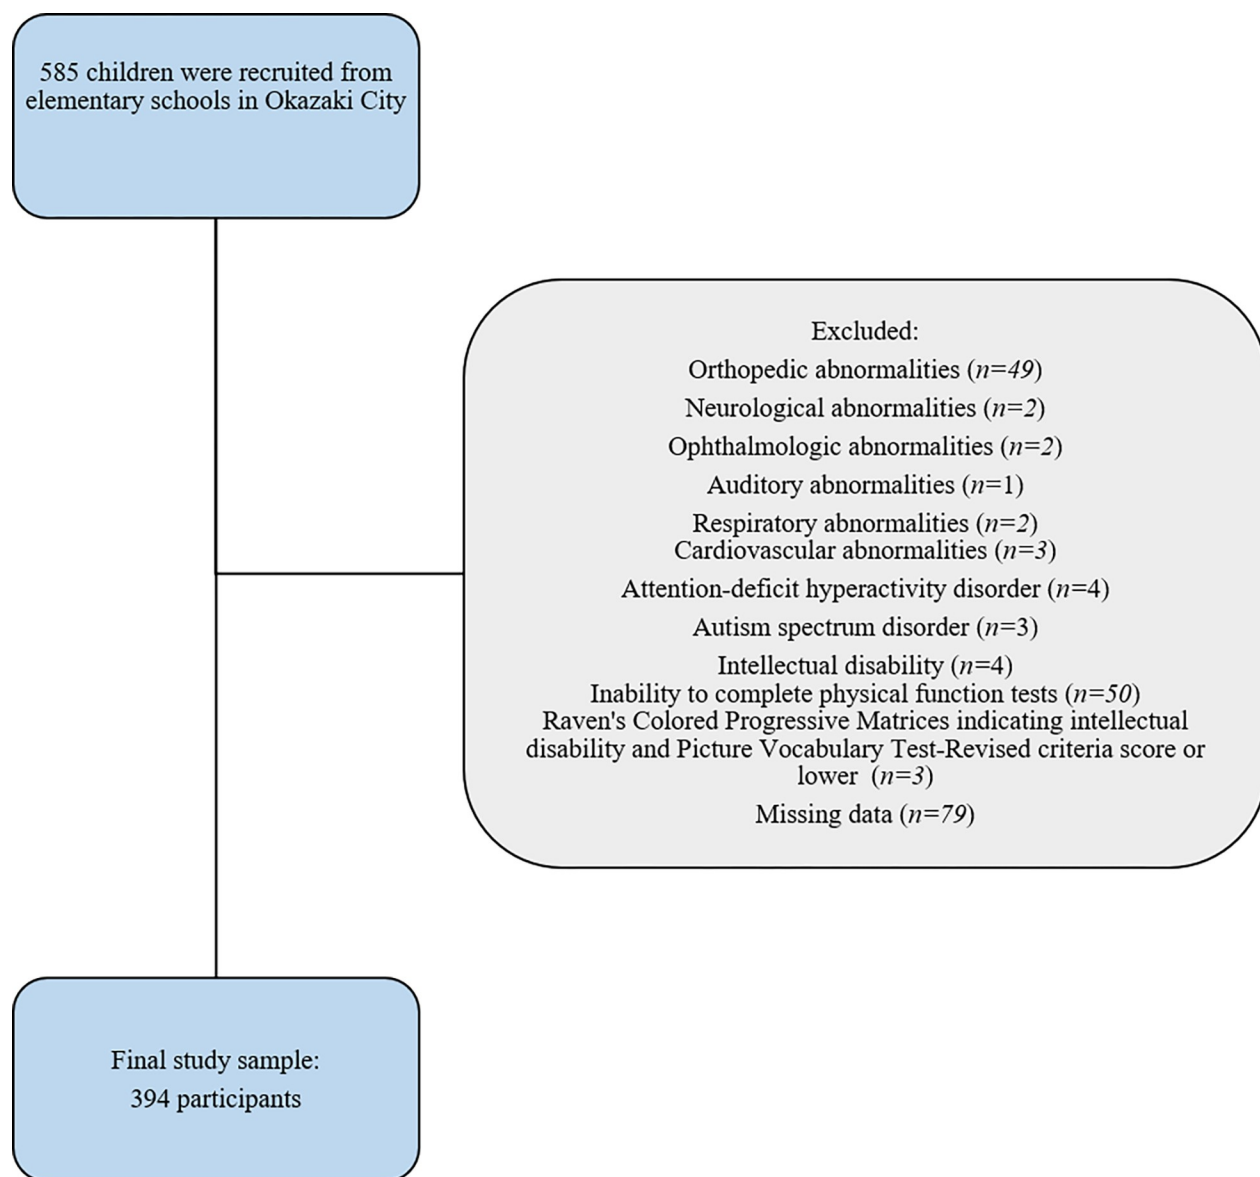 585 children were recruited from
elementary schools in Okazaki City
Excluded:
Orthopedic abnormalities (n=49)
Neurological abnormalities (n=2)
Ophthalmologic abnormalities (n=2)
Auditory abnormalities (n=1)
Respiratory abnormalities (n=2)
Cardiovascular abnormalities (n=3)
Attention-deficit hyperactivity disorder (n=4)
Autism spectrum disorder (n=3)
Intellectual disability (n=4)
Inability to complete physical function tests (n=50)
Raven's Colored Progressive Matrices indicating intellectual
disability and Picture Vocabulary Test-Revised criteria score or
lower (n=3)
Missing data (n=79)
Final study sample:
394 participants